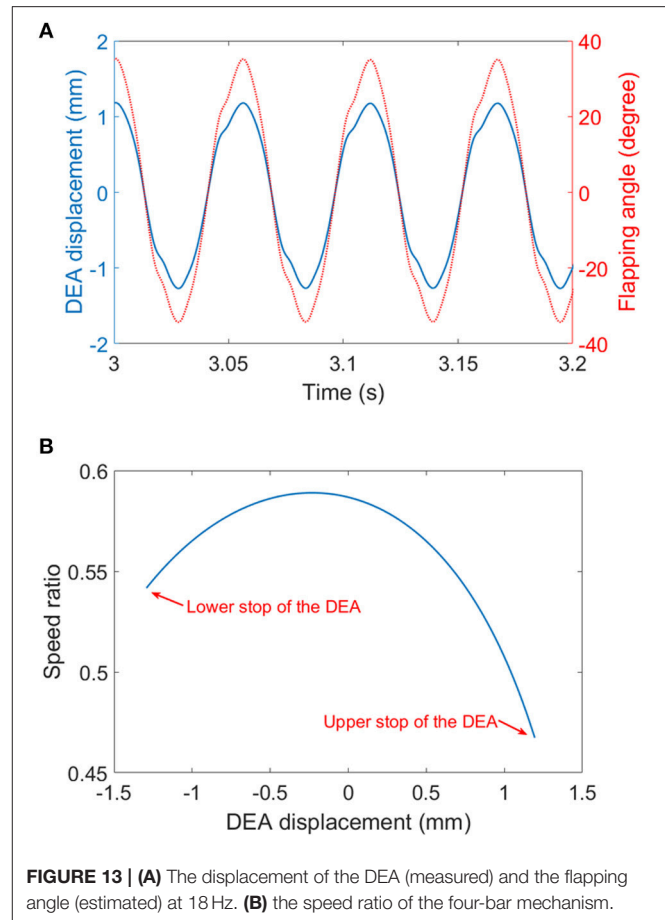 A
2
1
0
-1
-2
DEA displacement (mm)
40
20
0
-20
-40
Flapping angle (degree)
3
3.05
3.1
3.15
3.2
Time (s)
B
0.6
0.55
0.5
0.45
Speed ratio
Lower stop of the DEA
Upper stop of the DEA
-1.5
-1
-0.5
0
0.5
1
1.5
DEA displacement (mm)
FIGURE 13 | (A) The displacement of the DEA (measured) and the flapping
angle (estimated) at 18 Hz. (B) the speed ratio of the four-bar mechanism.